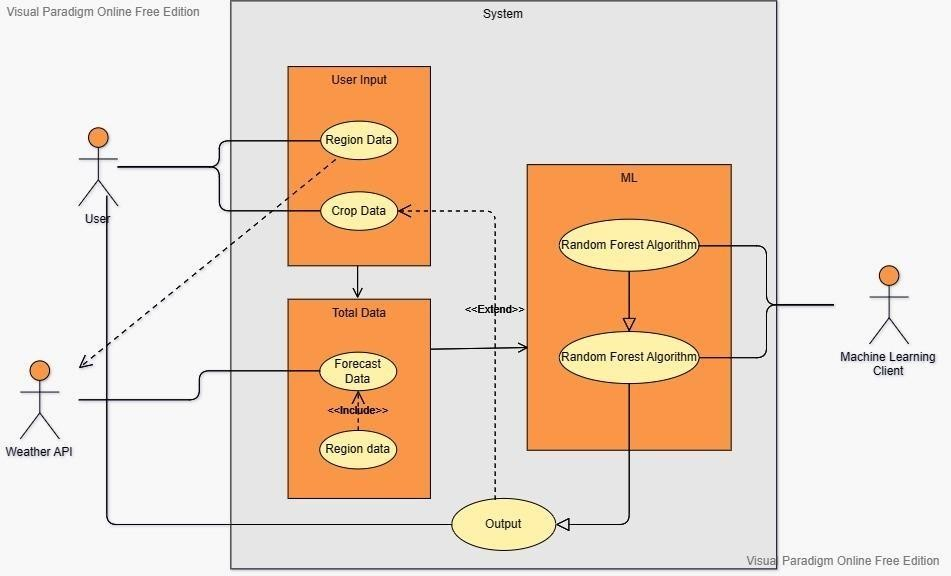 Visual Paradigm Online Free Edition
System
User Input
Region Data
Crop Data
User
ML
Random Forest Algorithm
<<Extend>>
Total Data
Forecast
Data
<<Include>>
Region data
Random Forest Algorithm
Machine Learning
Client
Weather API
Output
Visual Paradigm Online Free Edition